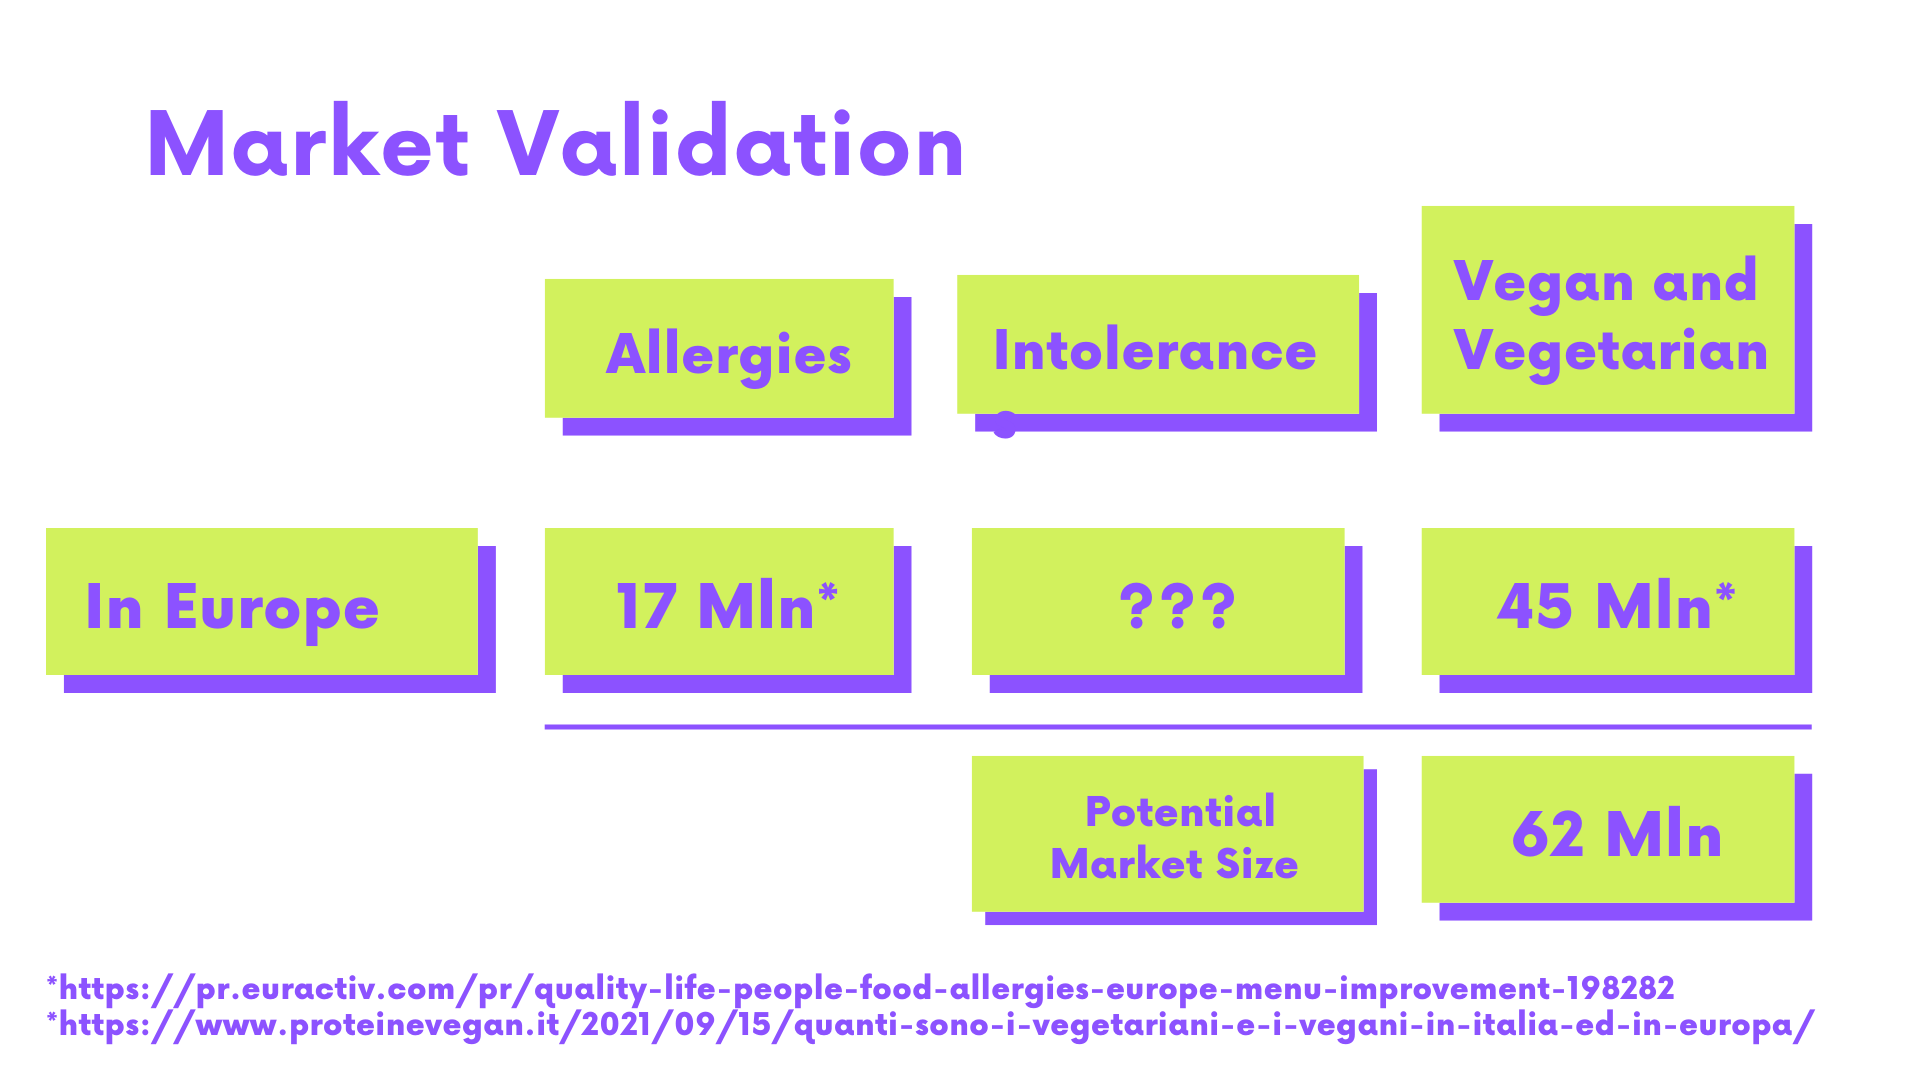 Market Validation
Allergies
Intolerance
Vegan and
Vegetarian
In Europe
17 Mln*
???
45 Mln*
Potential
Market Size
62 Mln
*https://pr.euractiv.com/pr/quality-life-people-food-allergies-europe-menu-improvement-198282
*https://www.proteinevegan.it/2021/09/15/quanti-sono-i-vegetariani-e-i-vegani-in-italia-ed-in-europa/